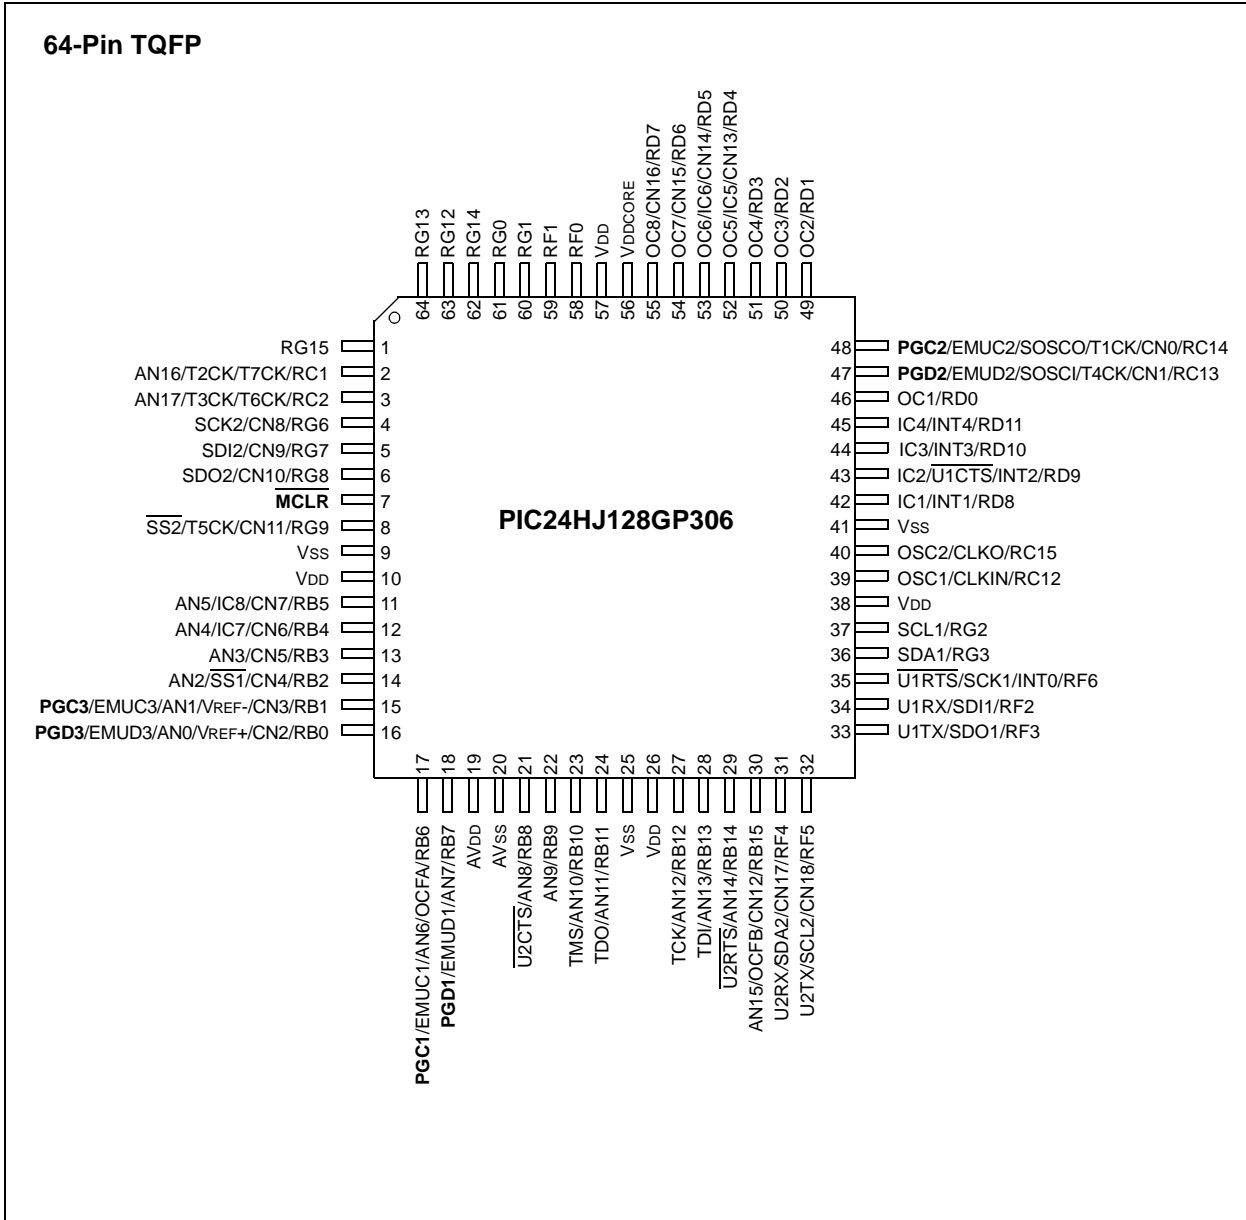 64-Pin TQFP
RG13
RG12
RG14
RG0
RG1
RF1
RF0
VDD
VDDCORE
OC8/CN16/RD7
OC7/CN15/RD6
OC6/IC6/CN14/RD5
OC5/IC5/CN13/RD4
OC4/RD3
OC3/RD2
OC2/RD1
64
63
62
61
60
59
58
57
56
55
54
53
52
51
50
49
RG15 1
AN16/T2CK/T7CK/RC1 2
AN17/T3CK/T6CK/RC2 3
SCK2/CN8/RG6 4
SDI2/CN9/RG7 5
SDO2/CN10/RG8 6
MCLR 7
SS2/T5CK/CN11/RG9 8
VSS 9
VDD 10
AN5/IC8/CN7/RB5 11
AN4/IC7/CN6/RB4 12
AN3/CN5/RB3 13
AN2/SS1/CN4/RB2 14
PGC3/EMUC3/AN1/VREF-/CN3/RB1 15
PGD3/EMUD3/AN0/VREF+/CN2/RB0 16
PIC24HJ128GP306
48 PGC2/EMUC2/SOSCO/T1CK/CN0/RC14
47 PGD2/EMUD2/SOSCI/T4CK/CN1/RC13
46 OC1/RD0
45 IC4/INT4/RD11
44 IC3/INT3/RD10
43 IC2/U1CTS/INT2/RD9
42 IC1/INT1/RD8
41 VSS
40 OSC2/CLKO/RC15
39 OSC1/CLKIN/RC12
38 VDD
37 SCL1/RG2
36 SDA1/RG3
35 U1RTS/SCK1/INT0/RF6
34 U1RX/SDI1/RF2
33 U1TX/SDO1/RF3
17
18
19
20
21
22
23
24
25
26
27
28
29
30
31
32
PGC1/EMUC1/AN6/OCFA/RB6
PGD1/EMUD1/AN7/RB7
AVDD
AVSS
U2CTS/AN8/RB8
AN9/RB9
TMS/AN10/RB10
TDO/AN11/RB11
VSS
VDD
TCK/AN12/RB12
TDI/AN13/RB13
U2RTS/AN14/RB14
AN15/OCFB/CN12/RB15
U2RX/SDA2/CN17/RF4
U2TX/SCL2/CN18/RF5